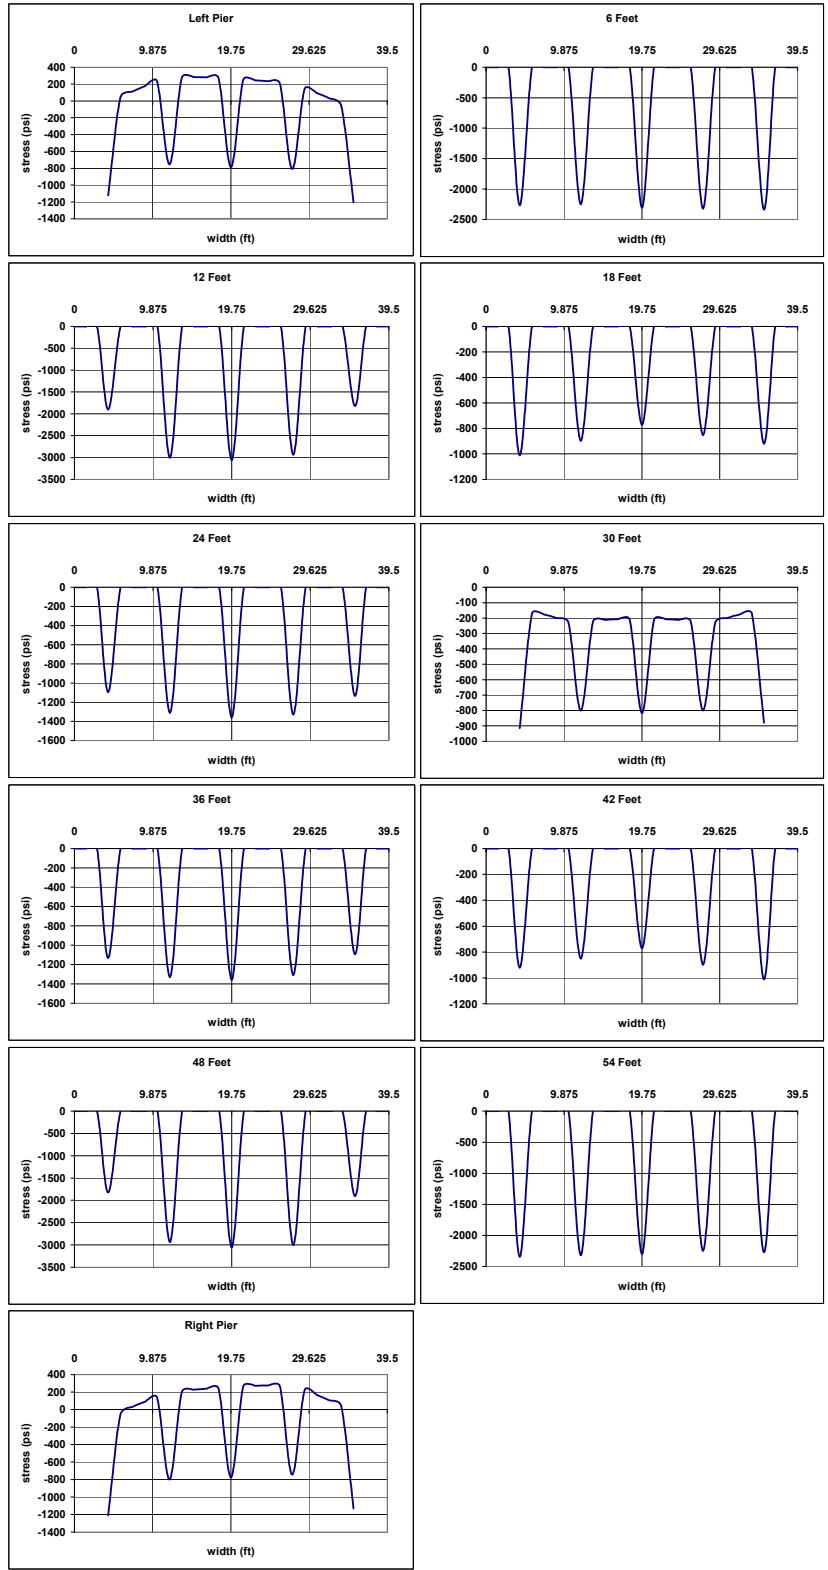 Left Pier
0 9.875 19.75 29.625 39.5
400
200
0
-200
-400
-600
-800
-1000
-1200
-1400
stress (psi)
width (ft)
6 Feet
0 9.875 19.75 29.625 39.5
0
-500
-1000
-1500
-2000
-2500
stress (psi)
width (ft)
12 Feet
0 9.875 19.75 29.625 39.5
0
-500
-1000
-1500
-2000
-2500
-3000
-3500
stress (psi)
width (ft)
18 Feet
0 9.875 19.75 29.625 39.5
0
-200
-400
-600
-800
-1000
-1200
stress (psi)
width (ft)
24 Feet
0 9.875 19.75 29.625 39.5
0
-200
-400
-600
-800
-1000
-1200
-1400
-1600
stress (psi)
width (ft)
30 Feet
0 9.875 19.75 29.625 39.5
0
-100
-200
-300
-400
-500
-600
-700
-800
-900
-1000
stress (psi)
width (ft)
36 Feet
0 9.875 19.75 29.625 39.5
0
-200
-400
-600
-800
-1000
-1200
-1400
-1600
stress (psi)
width (ft)
42 Feet
0 9.875 19.75 29.625 39.5
0
-200
-400
-600
-800
-1000
-1200
stress (psi)
width (ft)
48 Feet
0 9.875 19.75 29.625 39.5
0
-500
-1000
-1500
-2000
-2500
-3000
-3500
stress (psi)
width (ft)
54 Feet
0 9.875 19.75 29.625 39.5
0
-500
-1000
-1500
-2000
-2500
stress (psi)
width (ft)
Right Pier
0 9.875 19.75 29.625 39.5
400
200
0
-200
-400
-600
-800
-1000
-1200
-1400
stress (psi)
width (ft)